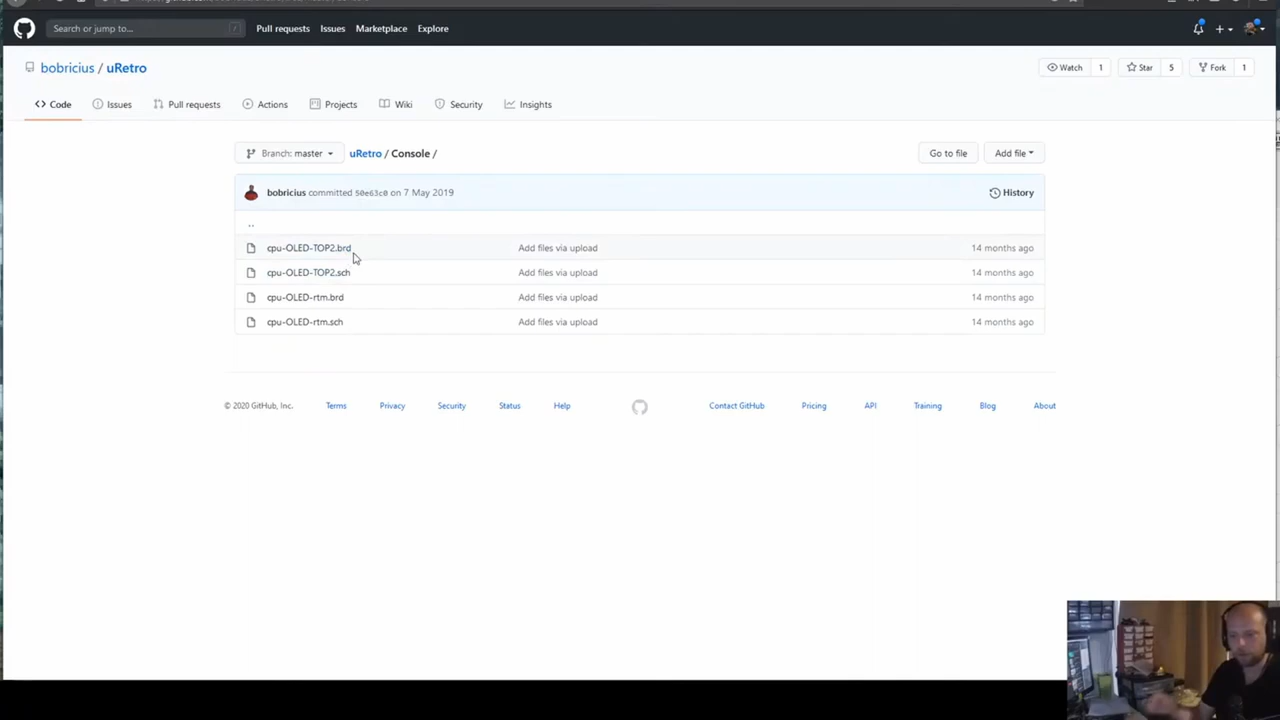 Search or jump to... /
Pull requests Issues Marketplace Explore
bobricius / uRetro
Watch 1 Star 5 Fork 1
Code Issues Pull requests Actions Projects Wiki Security Insights
Branch: master uRetro / Console / Go to file Add file
bobricius committed 50e63c0 on 7 May 2019 History
..
cpu-OLED-TOP2.brd Add files via upload 14 months ago
cpu-OLED-TOP2.sch Add files via upload 14 months ago
cpu-OLED-rtm.brd Add files via upload 14 months ago
cpu-OLED-rtm.sch Add files via upload 14 months ago
© 2020 GitHub, Inc. Terms Privacy Security Status Help Contact GitHub Pricing API Training Blog About